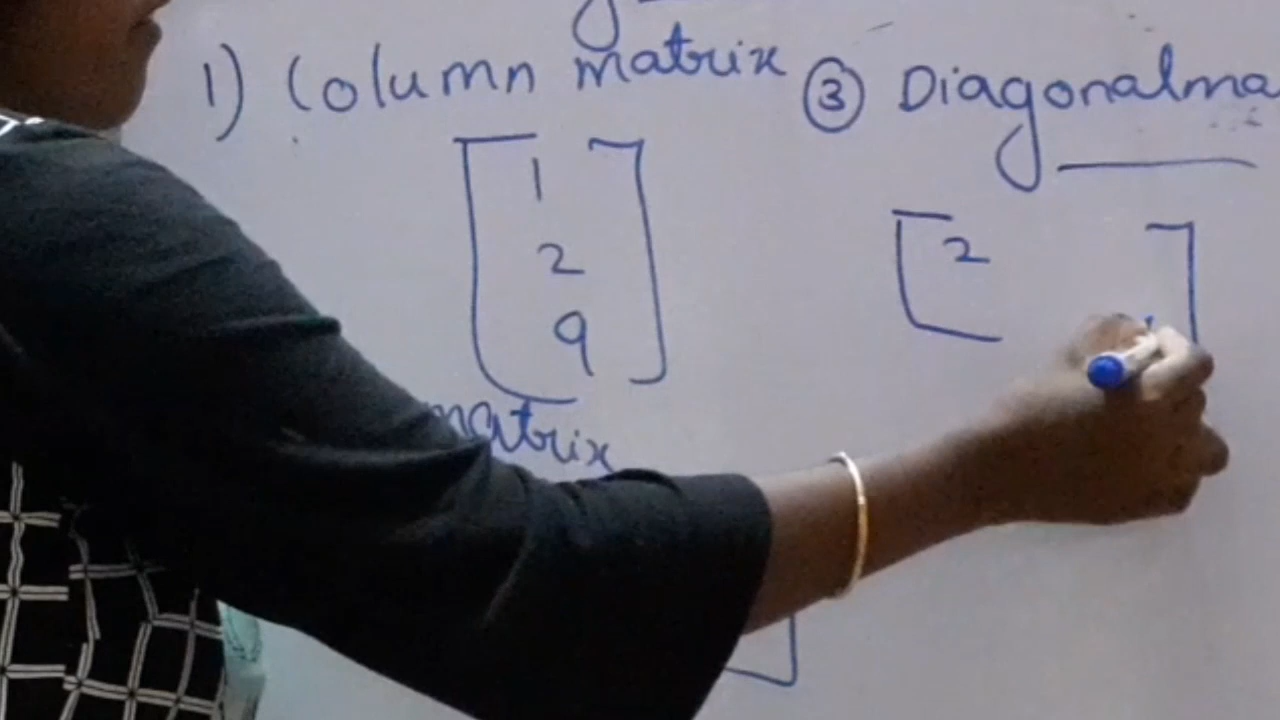 1) Column matrix
1
2
9
matrix
③ Diagonalma
2